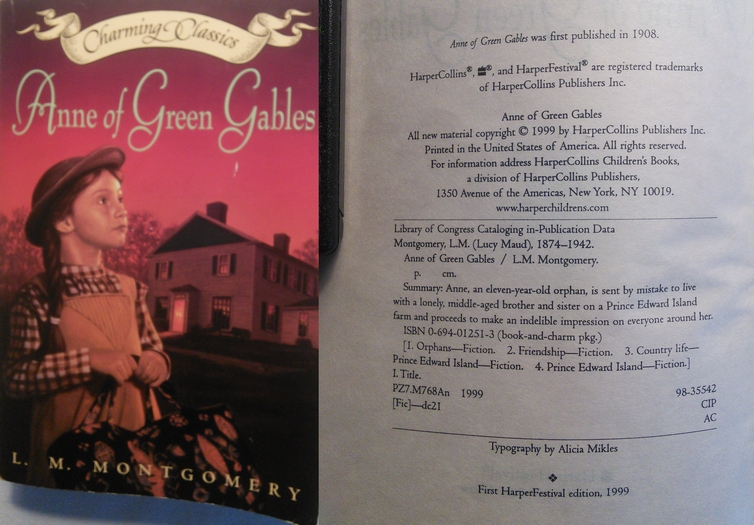 Charming Classics
Anne of Green Gables
L. M. MONTGOMERY
Anne of Green Gables was first published in 1908.
HarperCollins®, ®, and HarperFestival® are registered trademarks
of HarperCollins Publishers Inc.
Anne of Green Gables
All new material copyright © 1999 by HarperCollins Publishers Inc.
Printed in the United States of America. All rights reserved.
For information address HarperCollins Children's Books,
a division of HarperCollins Publishers,
1350 Avenue of the Americas, New York, NY 10019.
www.harperchildrens.com
Library of Congress Cataloging-in-Publication Data
Montgomery, L.M. (Lucy Maud), 1874–1942.
Anne of Green Gables / L.M. Montgomery.
p. cm.
Summary: Anne, an eleven-year-old orphan, is sent by mistake to live
with a lonely, middle-aged brother and sister on a Prince Edward Island
farm and proceeds to make an indelible impression on everyone around her.
ISBN 0-694-01251-3 (book-and-charm pkg.)
[1. Orphans—Fiction. 2. Friendship—Fiction. 3. Country life—
Prince Edward Island—Fiction. 4. Prince Edward Island—Fiction.]
I. Title.
PZ7.M768An 1999 98-35542
[Fic]—dc21 CIP
AC
Typography by Alicia Mikles
First HarperFestival edition, 1999